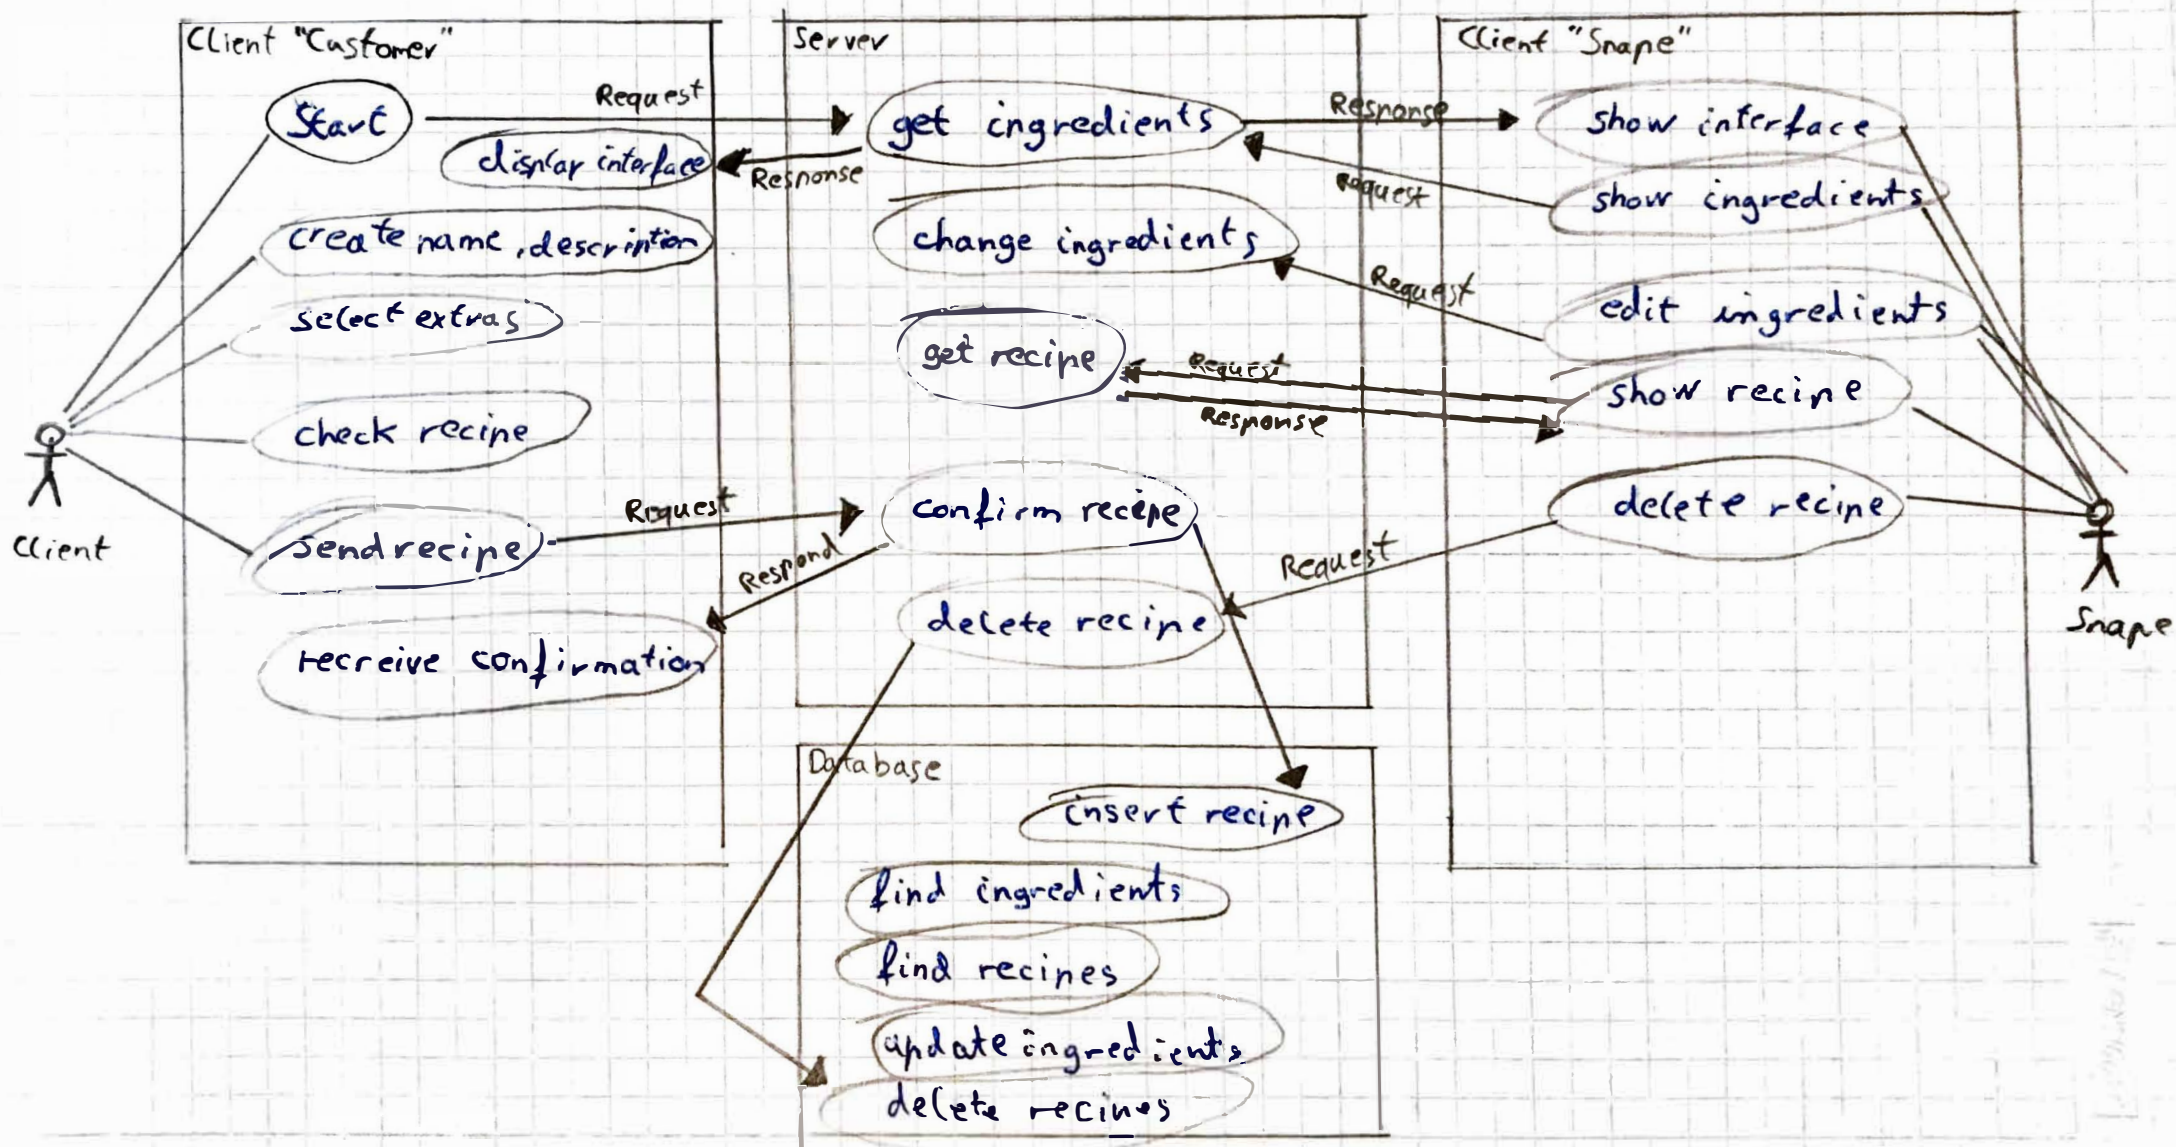 Client "Customer"
Start
display interface
create name, description
select extras
check recipe
send recipe
recreive confirmation
Client
Request
Response
Request
Respond
Server
get ingredients
change ingredients
get recipe
confirm recipe
delete recipe
Response
Request
Request
Request
Response
Request
Database
insert recipe
find ingredients
find recipes
update ingredients
delete recipes
Client "Snape"
show interface
show ingredients
edit ingredients
show recipe
delete recipe
Snape